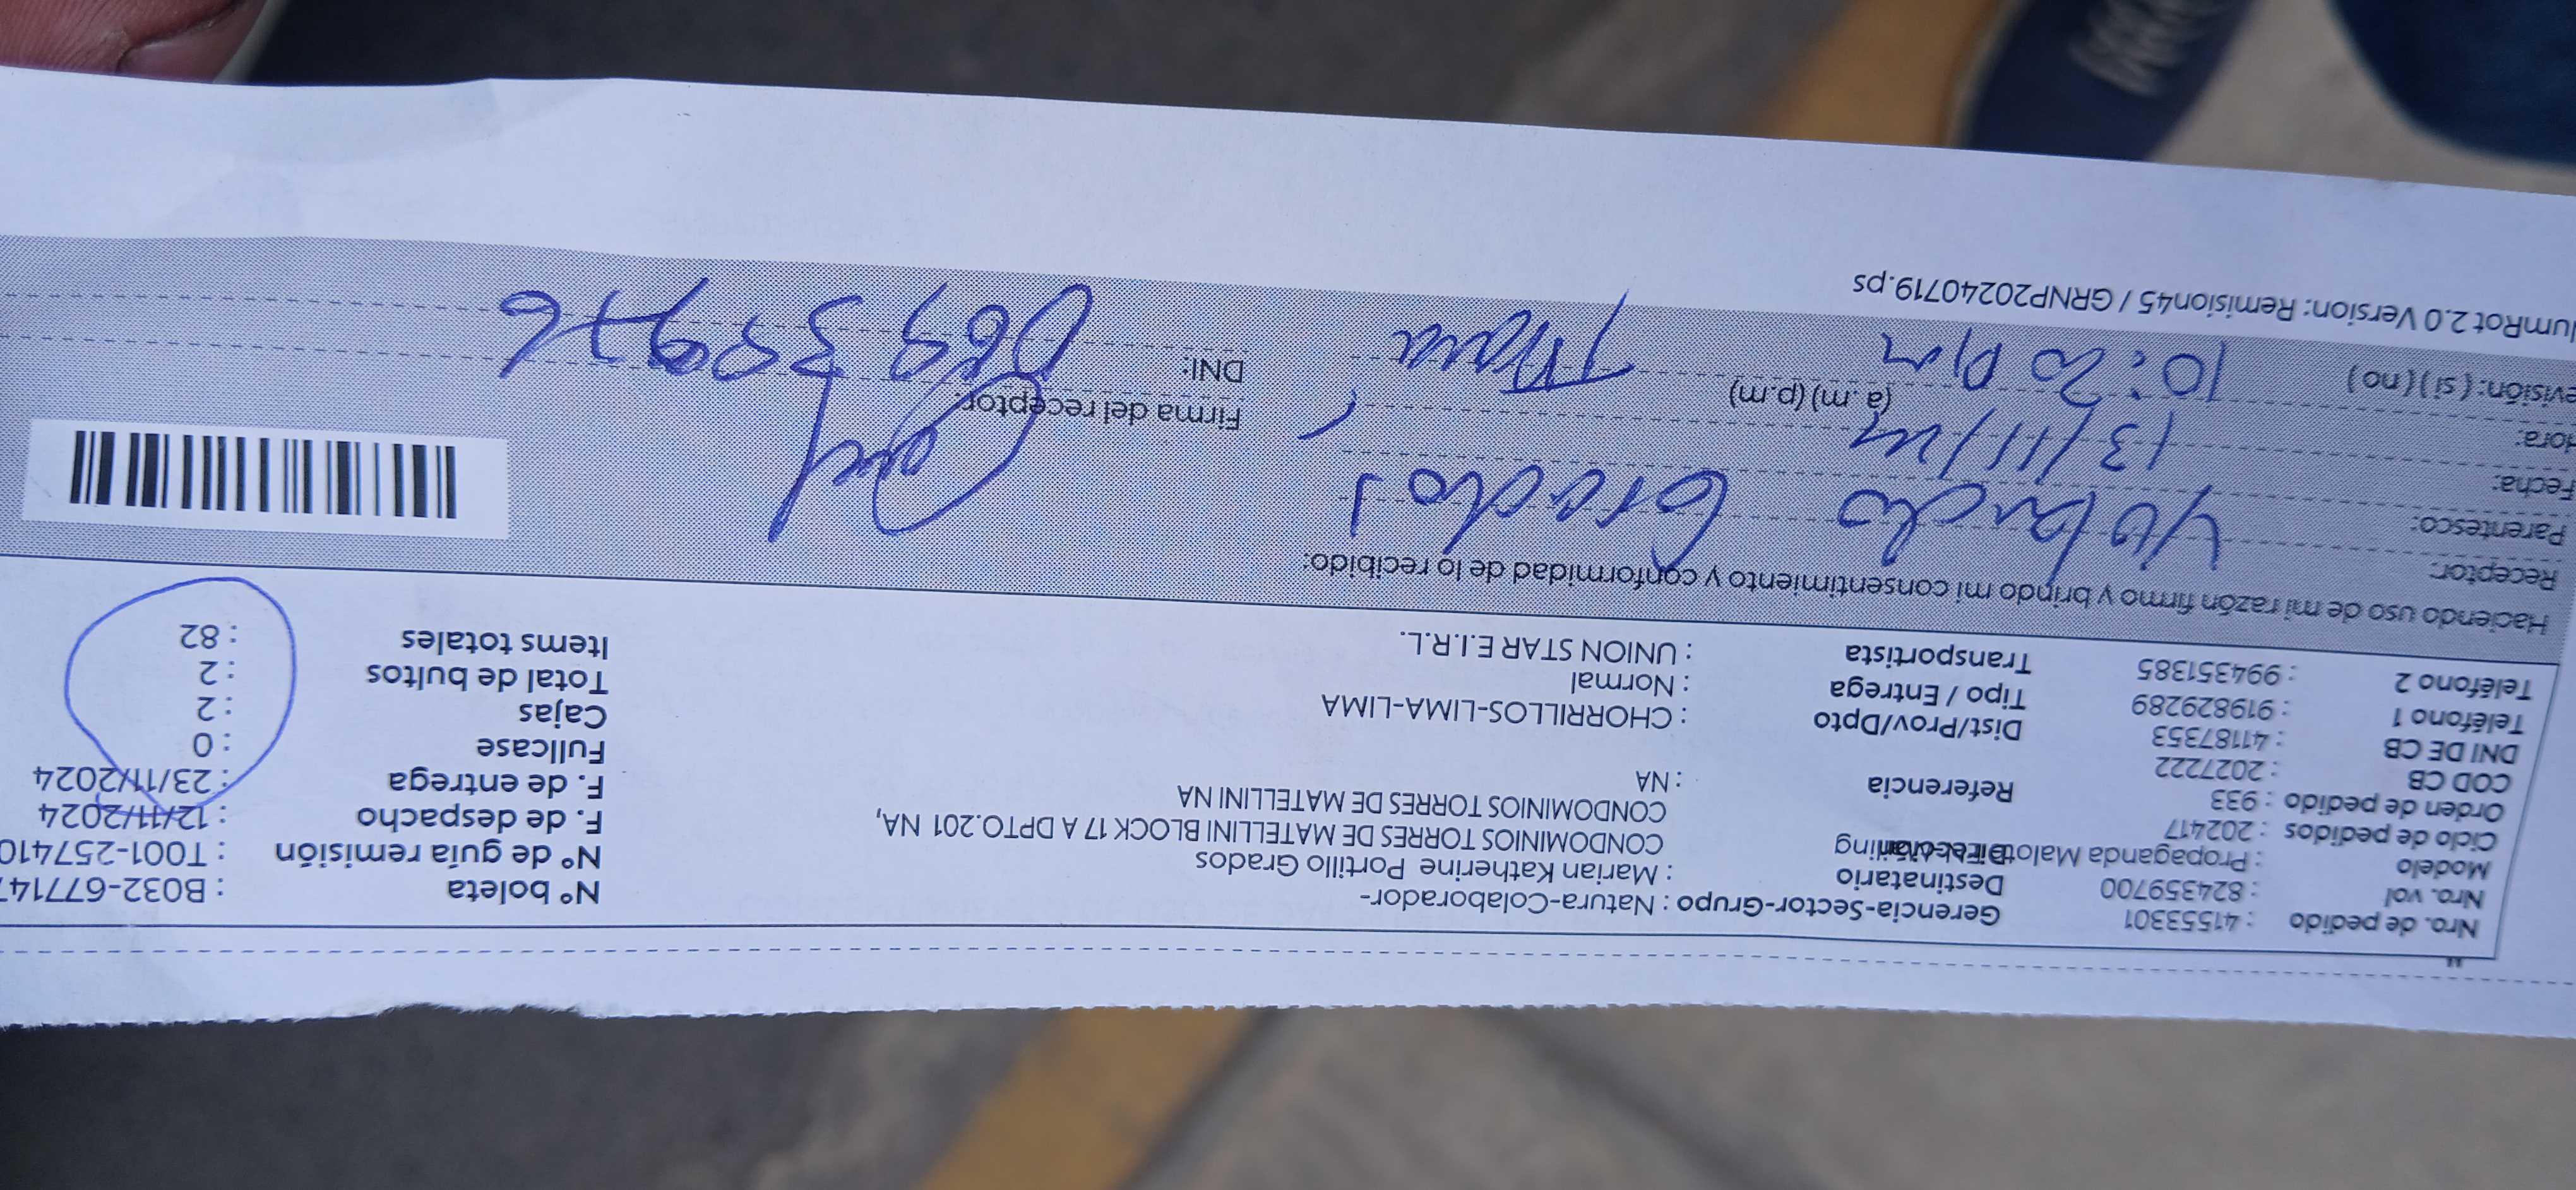 Nro. de pedido : 41553301 Gerencia-Sector-Grupo : Natura-Colaborador- N° boleta : B032-677147
Nro. vol : 824359700 Destinatario : Marian Katherine Portillo Grados N° de guía remisión : T001-257410
Modelo : Propaganda Dirección : CONDOMINIOS TORRES DE MATELLINI BLOCK 17 A DPTO.201 NA, F. de despacho : 12/11/2024
Ciclo de pedidos : 202417 CONDOMINIOS TORRES DE MATELLINI NA F. de entrega : 23/11/2024
Orden de pedido : 933 Referencia : NA Fullcase : 0
COD CB : 2027222 Cajas : 2
DNI DE CB : 41187353 Dist/Prov/Dpto : CHORRILLOS-LIMA-LIMA Total de bultos : 2
Teléfono 1 : 919829289 Tipo / Entrega : Normal Items totales : 82
Teléfono 2 : 994351385 Transportista : UNION STAR E.I.R.L.
Haciendo uso de mi razón firmo y brindo mi consentimiento y conformidad de lo recibido:
Receptor: Yolando Grados
Parentesco:
Fecha: 13/11/24 Firma del receptor:
Hora: 10:20 p/m (a.m) (p.m) DNI:
evisión: ( si ) ( no )
umRot 2.0 Version: Remision45 / GRNP20240719.ps